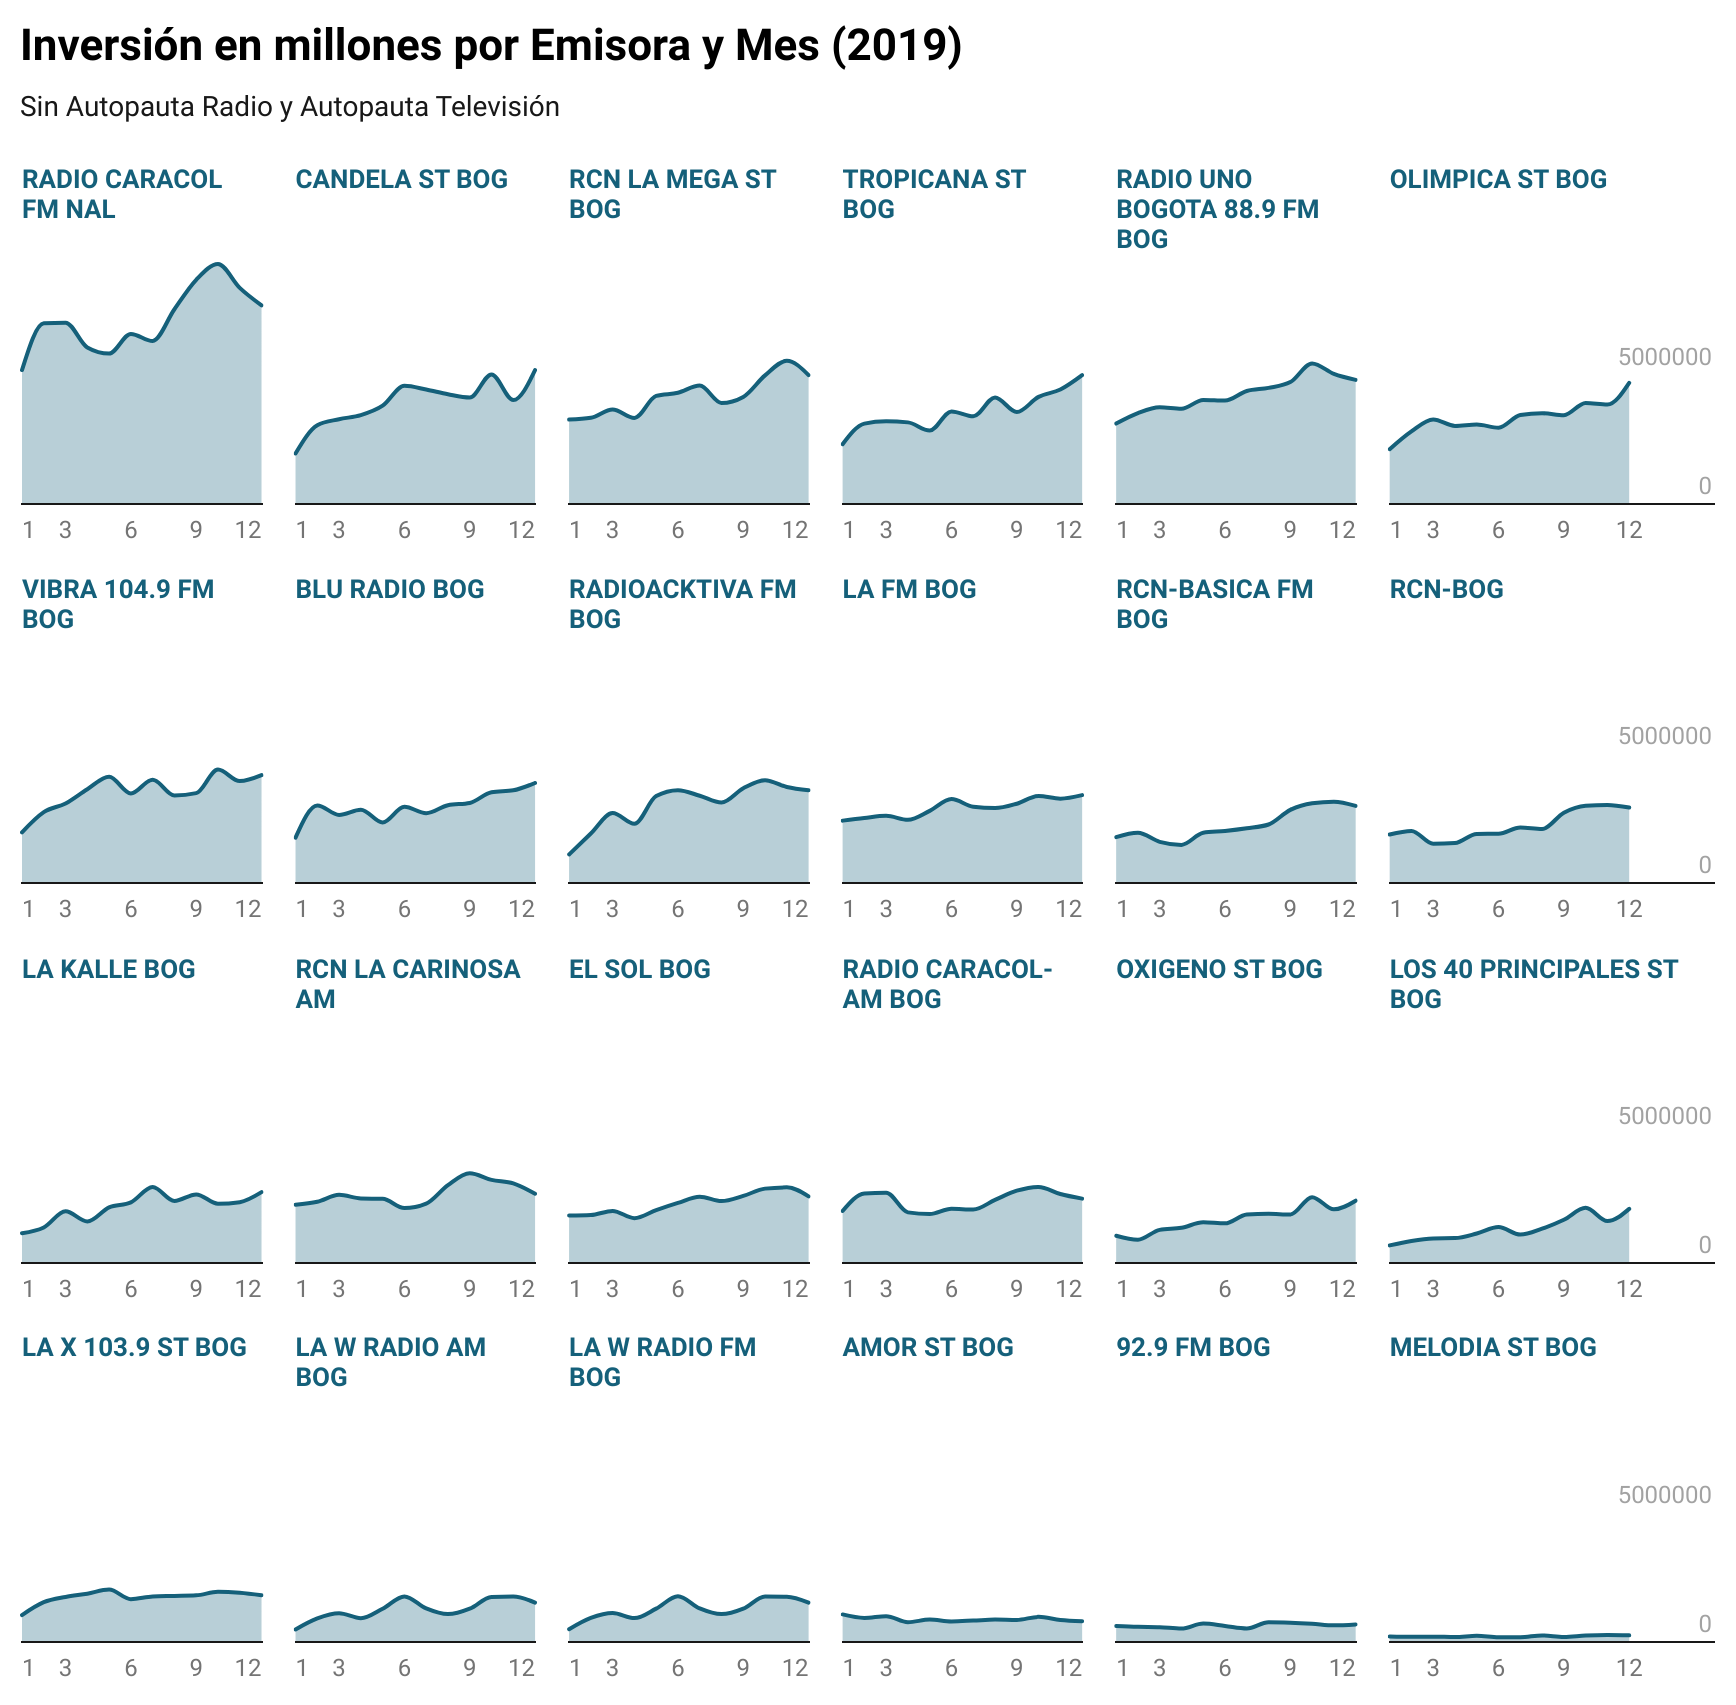 Inversión en millones por Emisora y Mes (2019)
Sin Autopauta Radio y Autopauta Televisión
RADIO CARACOL
FM NAL
CANDELA ST BOG
RCN LA MEGA ST
BOG
TROPICANA ST
BOG
RADIO UNO
BOGOTA 88.9 FM
BOG
OLIMPICA ST BOG
5000000
0
1 3 6 9 12
1 3 6 9 12
1 3 6 9 12
1 3 6 9 12
1 3 6 9 12
1 3 6 9 12
VIBRA 104.9 FM
BOG
BLU RADIO BOG
RADIOACKTIVA FM
BOG
LA FM BOG
RCN-BASICA FM
BOG
RCN-BOG
5000000
0
1 3 6 9 12
1 3 6 9 12
1 3 6 9 12
1 3 6 9 12
1 3 6 9 12
1 3 6 9 12
LA KALLE BOG
RCN LA CARINOSA
AM
EL SOL BOG
RADIO CARACOL-
AM BOG
OXIGENO ST BOG
LOS 40 PRINCIPALES ST
BOG
5000000
0
1 3 6 9 12
1 3 6 9 12
1 3 6 9 12
1 3 6 9 12
1 3 6 9 12
1 3 6 9 12
LA X 103.9 ST BOG
LA W RADIO AM
BOG
LA W RADIO FM
BOG
AMOR ST BOG
92.9 FM BOG
MELODIA ST BOG
5000000
0
1 3 6 9 12
1 3 6 9 12
1 3 6 9 12
1 3 6 9 12
1 3 6 9 12
1 3 6 9 12